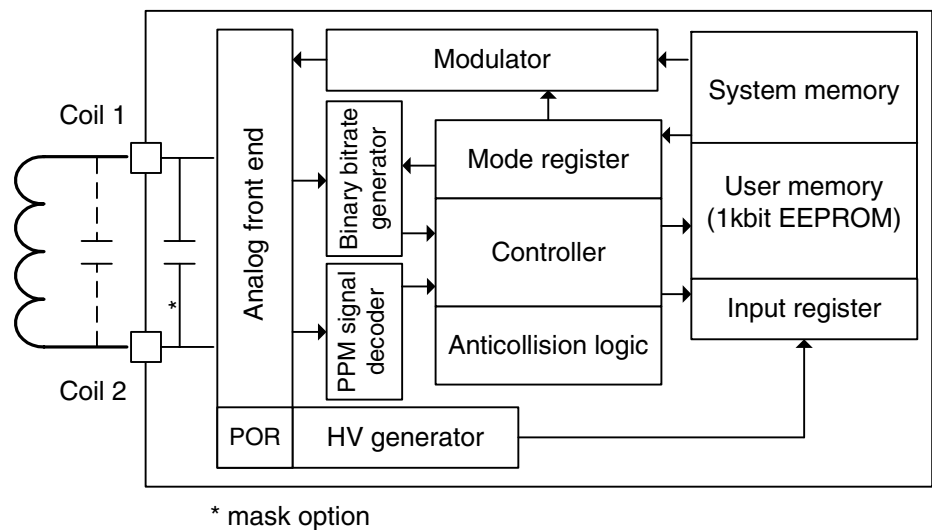 Modulator
System memory
Coil 1
Analog front end
Binary bitrate
generator
Mode register
User memory
(1kbit EEPROM)
Controller
*
PPM signal
decoder
Input register
Anticollision logic
Coil 2
POR
HV generator
* mask option